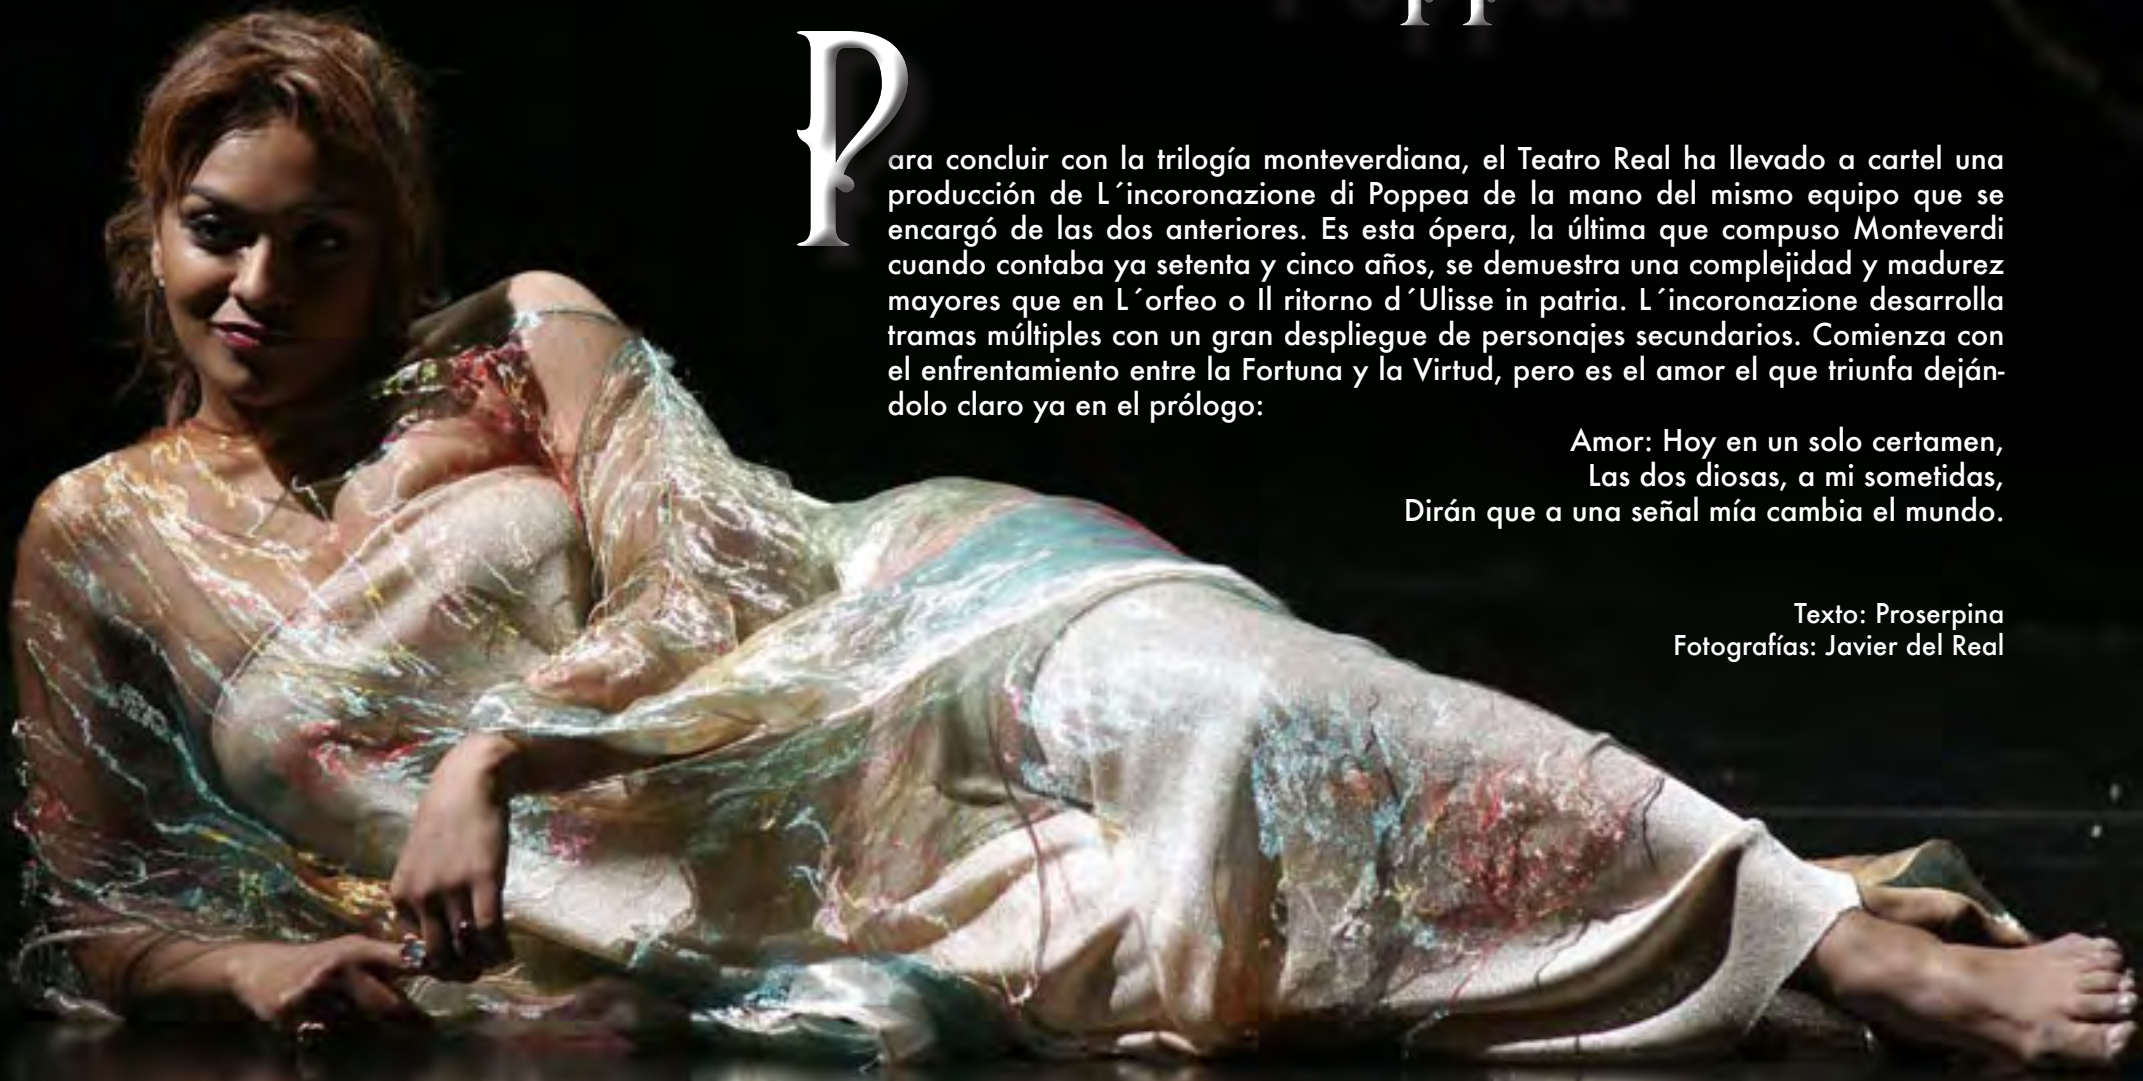 Para concluir con la trilogía monteverdiana, el Teatro Real ha llevado a cartel una
producción de L´incoronazione di Poppea de la mano del mismo equipo que se
encargó de las dos anteriores. Es esta ópera, la última que compuso Monteverdi
cuando contaba ya setenta y cinco años, se demuestra una complejidad y madurez
mayores que en L´orfeo o Il ritorno d´Ulisse in patria. L´incoronazione desarrolla
tramas múltiples con un gran despliegue de personajes secundarios. Comienza con
el enfrentamiento entre la Fortuna y la Virtud, pero es el amor el que triunfa deján-
dolo claro ya en el prólogo:
Amor: Hoy en un solo certamen,
Las dos diosas, a mi sometidas,
Dirán que a una señal mía cambia el mundo.
Texto: Proserpina
Fotografías: Javier del Real